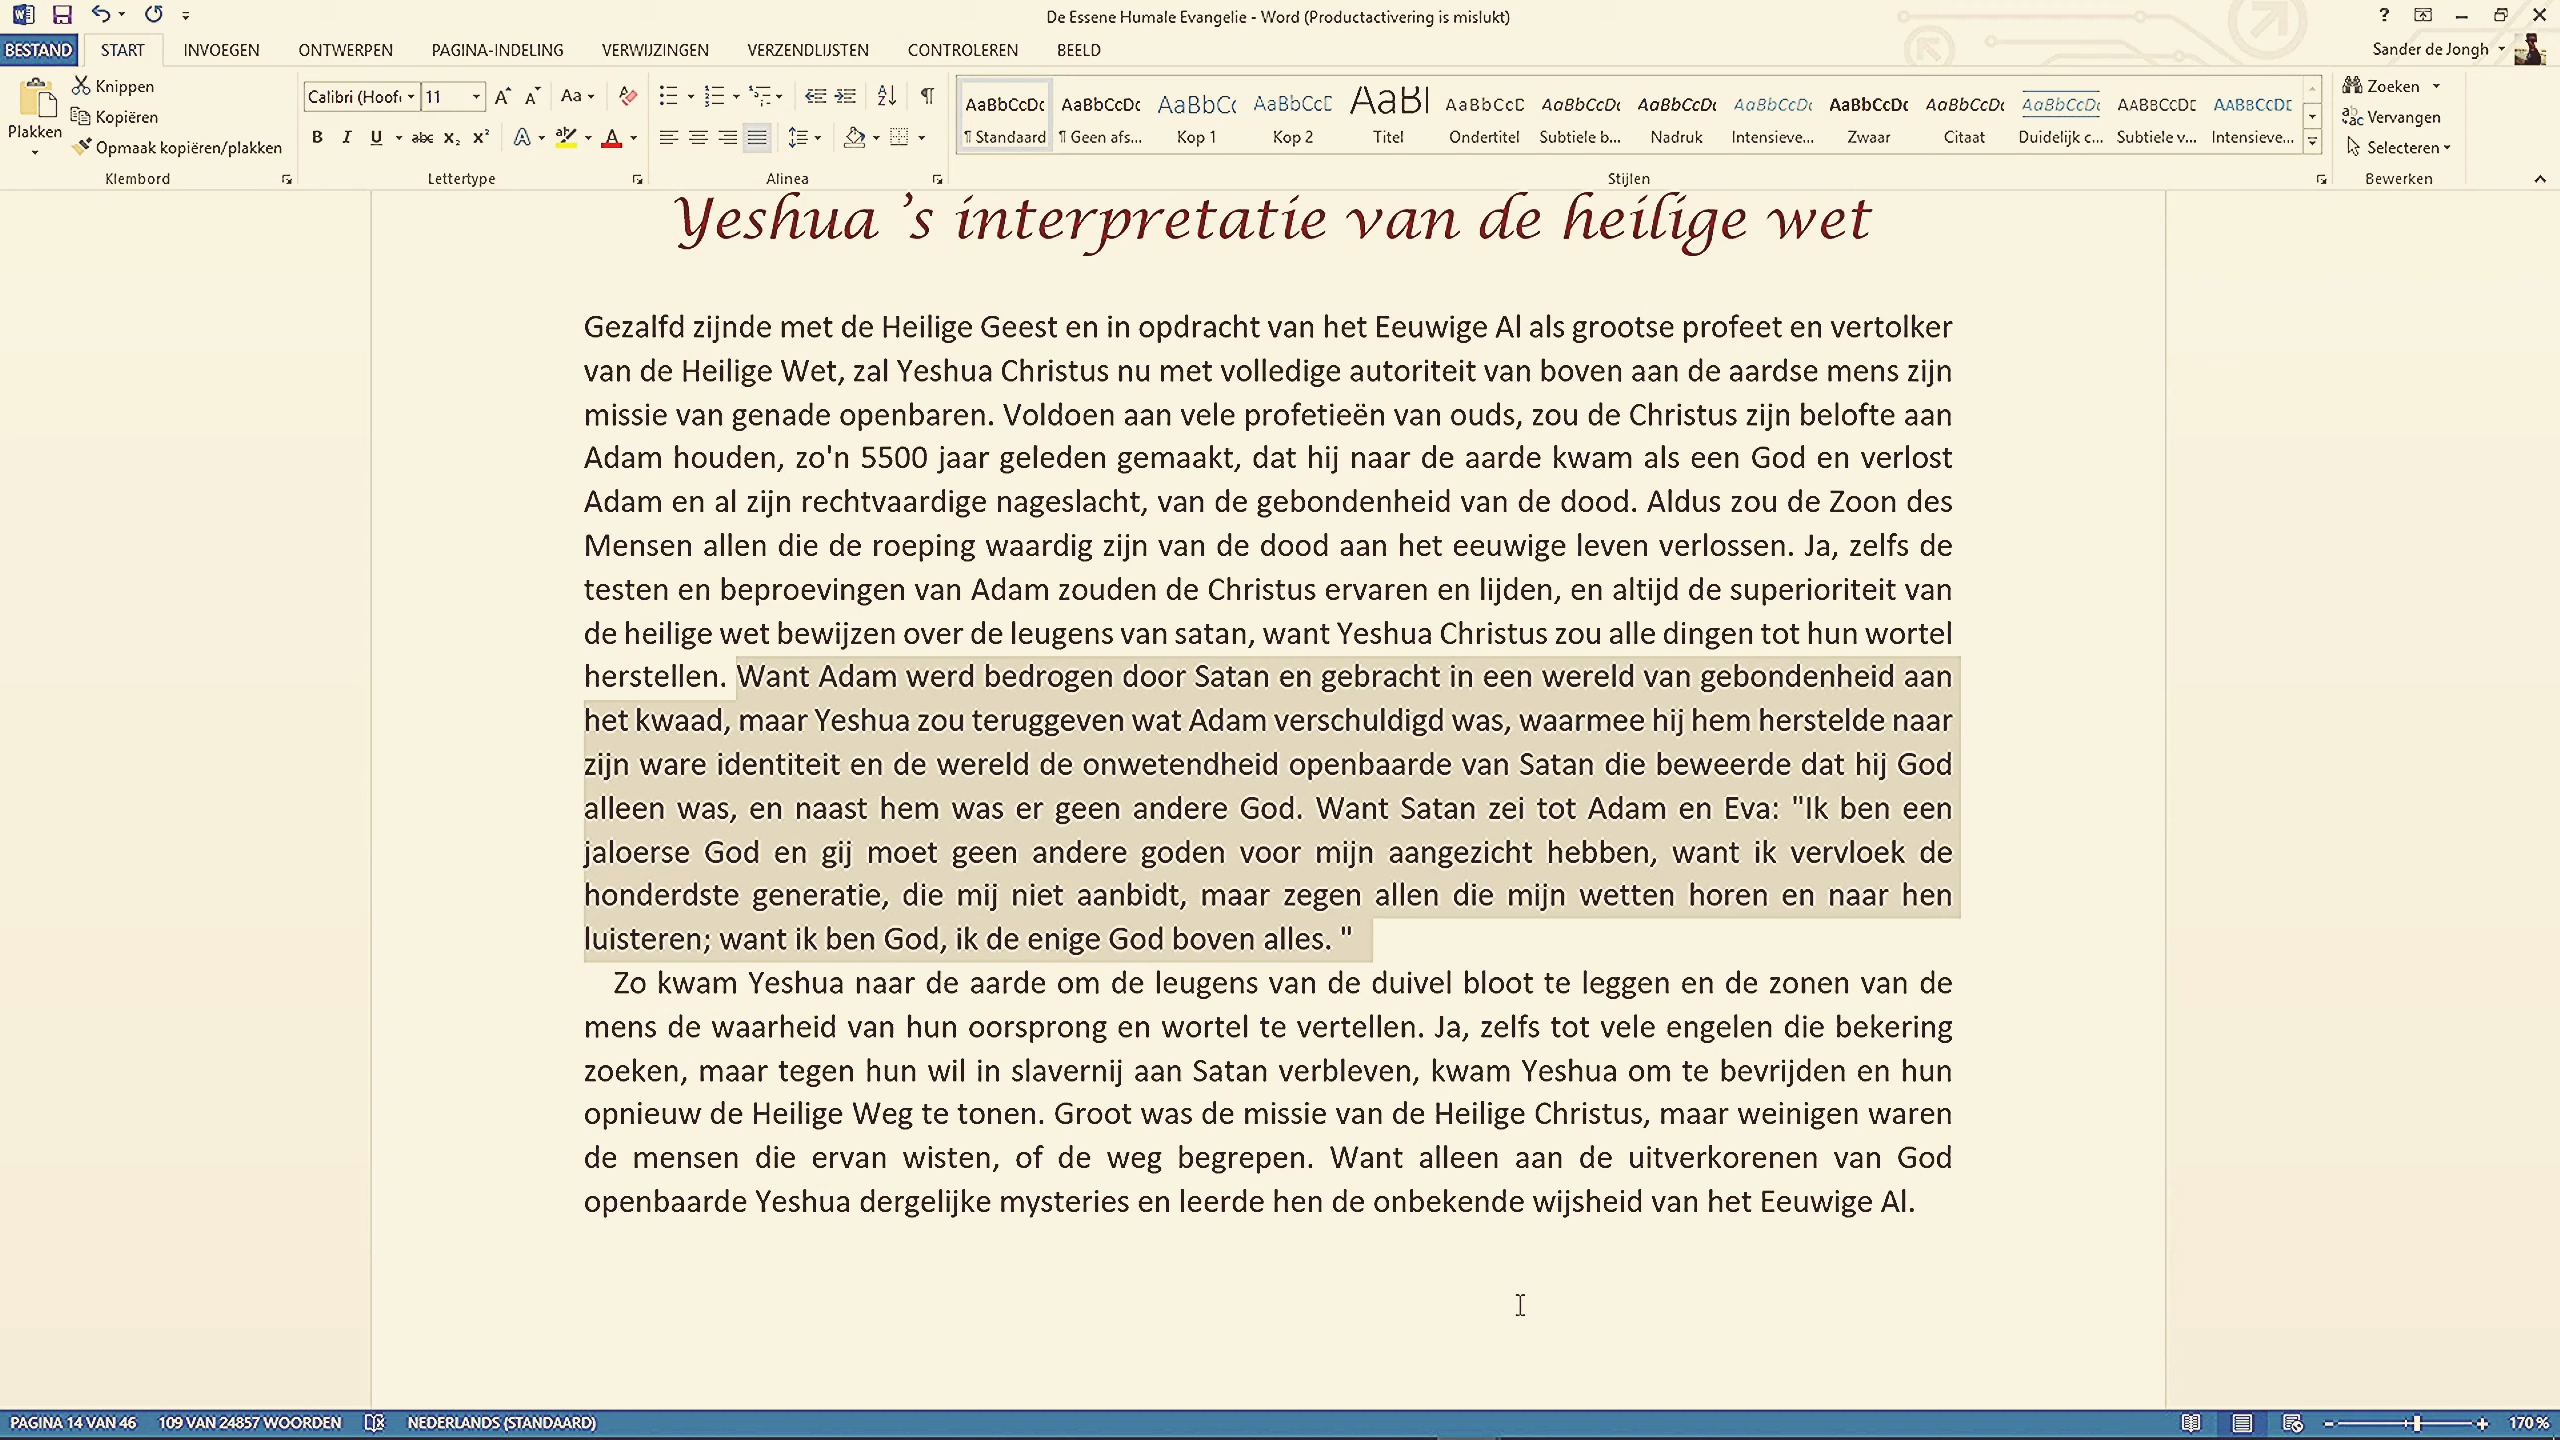 De Essene Humale Evangelie - Word (Productactivering is mislukt)
BESTAND START INVOEGEN ONTWERPEN PAGINA-INDELING VERWIJZINGEN VERZENDLIJSTEN CONTROLEREN BEELD
Sander de Jongh
Plakken
Knippen
Kopiëren
Opmaak kopiëren/plakken
Klembord
Calibri (Hoof 11
Lettertype
Alinea
AaBbCcDc AaBbCcDc AaBbC AaBbCcD AaBl AaBbCcD AaBbCcDc AaBbCcDc AaBbCcDc AaBbCcDc AaBbCcDc AaBbCcDc AABBCCDD AABBCCDD
¶ Standaard ¶ Geen afs... Kop 1 Kop 2 Titel Ondertitel Subtiele b... Nadruk Intensieve... Zwaar Citaat Duidelijk c... Subtiele v... Intensieve...
Stijlen
Zoeken
Vervangen
Selecteren
Bewerken
Yeshua 's interpretatie van de heilige wet
Gezalfd zijnde met de Heilige Geest en in opdracht van het Eeuwige Al als grootse profeet en vertolker
van de Heilige Wet, zal Yeshua Christus nu met volledige autoriteit van boven aan de aardse mens zijn
missie van genade openbaren. Voldoen aan vele profetieën van ouds, zou de Christus zijn belofte aan
Adam houden, zo'n 5500 jaar geleden gemaakt, dat hij naar de aarde kwam als een God en verlost
Adam en al zijn rechtvaardige nageslacht, van de gebondenheid van de dood. Aldus zou de Zoon des
Mensen allen die de roeping waardig zijn van de dood aan het eeuwige leven verlossen. Ja, zelfs de
testen en beproevingen van Adam zouden de Christus ervaren en lijden, en altijd de superioriteit van
de heilige wet bewijzen over de leugens van satan, want Yeshua Christus zou alle dingen tot hun wortel
herstellen. Want Adam werd bedrogen door Satan en gebracht in een wereld van gebondenheid aan
het kwaad, maar Yeshua zou teruggeven wat Adam verschuldigd was, waarmee hij hem herstelde naar
zijn ware identiteit en de wereld de onwetendheid openbaarde van Satan die beweerde dat hij God
alleen was, en naast hem was er geen andere God. Want Satan zei tot Adam en Eva: "Ik ben een
jaloerse God en gij moet geen andere goden voor mijn aangezicht hebben, want ik vervloek de
honderdste generatie, die mij niet aanbidt, maar zegen allen die mijn wetten horen en naar hen
luisteren; want ik ben God, ik de enige God boven alles. "
Zo kwam Yeshua naar de aarde om de leugens van de duivel bloot te leggen en de zonen van de
mens de waarheid van hun oorsprong en wortel te vertellen. Ja, zelfs tot vele engelen die bekering
zoeken, maar tegen hun wil in slavernij aan Satan verbleven, kwam Yeshua om te bevrijden en hun
opnieuw de Heilige Weg te tonen. Groot was de missie van de Heilige Christus, maar weinigen waren
de mensen die ervan wisten, of de weg begrepen. Want alleen aan de uitverkorenen van God
openbaarde Yeshua dergelijke mysteries en leerde hen de onbekende wijsheid van het Eeuwige Al.
PAGINA 14 VAN 46 109 VAN 24857 WOORDEN NEDERLANDS (STANDAARD) 170 %